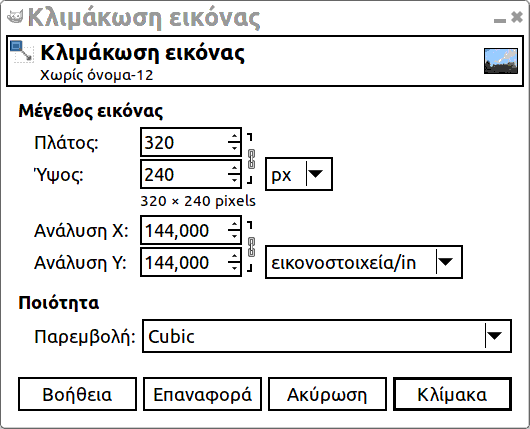 Κλιμάκωση εικόνας
Κλιμάκωση εικόνας
Χωρίς όνομα-12
Μέγεθος εικόνας
Πλάτος: 320
Ύψος: 240 px
320 × 240 pixels
Ανάλυση X: 144,000
Ανάλυση Y: 144,000 εικονοστοιχεία/in
Ποιότητα
Παρεμβολή: Cubic
Βοήθεια Επαναφορά Ακύρωση Κλίμακα